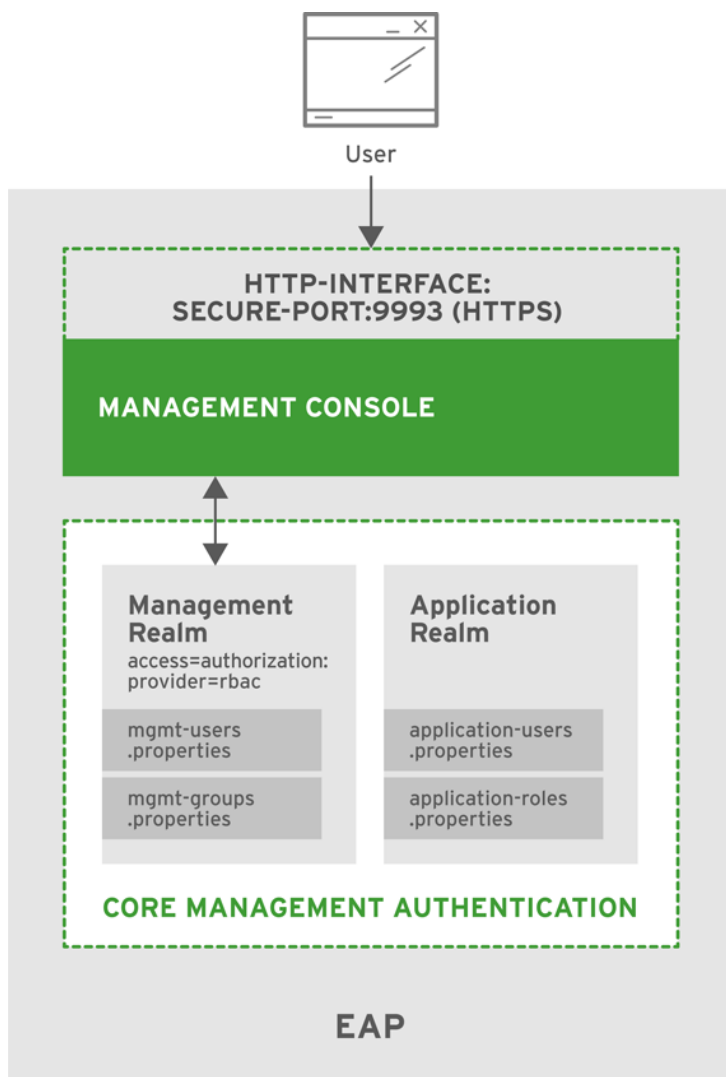 User
HTTP-INTERFACE:
SECURE-PORT:9993 (HTTPS)
MANAGEMENT CONSOLE
Management
Realm
access=authorization:
provider=rbac
mgmt-users
.properties
mgmt-groups
.properties
Application
Realm
application-users
.properties
application-roles
.properties
CORE MANAGEMENT AUTHENTICATION
EAP